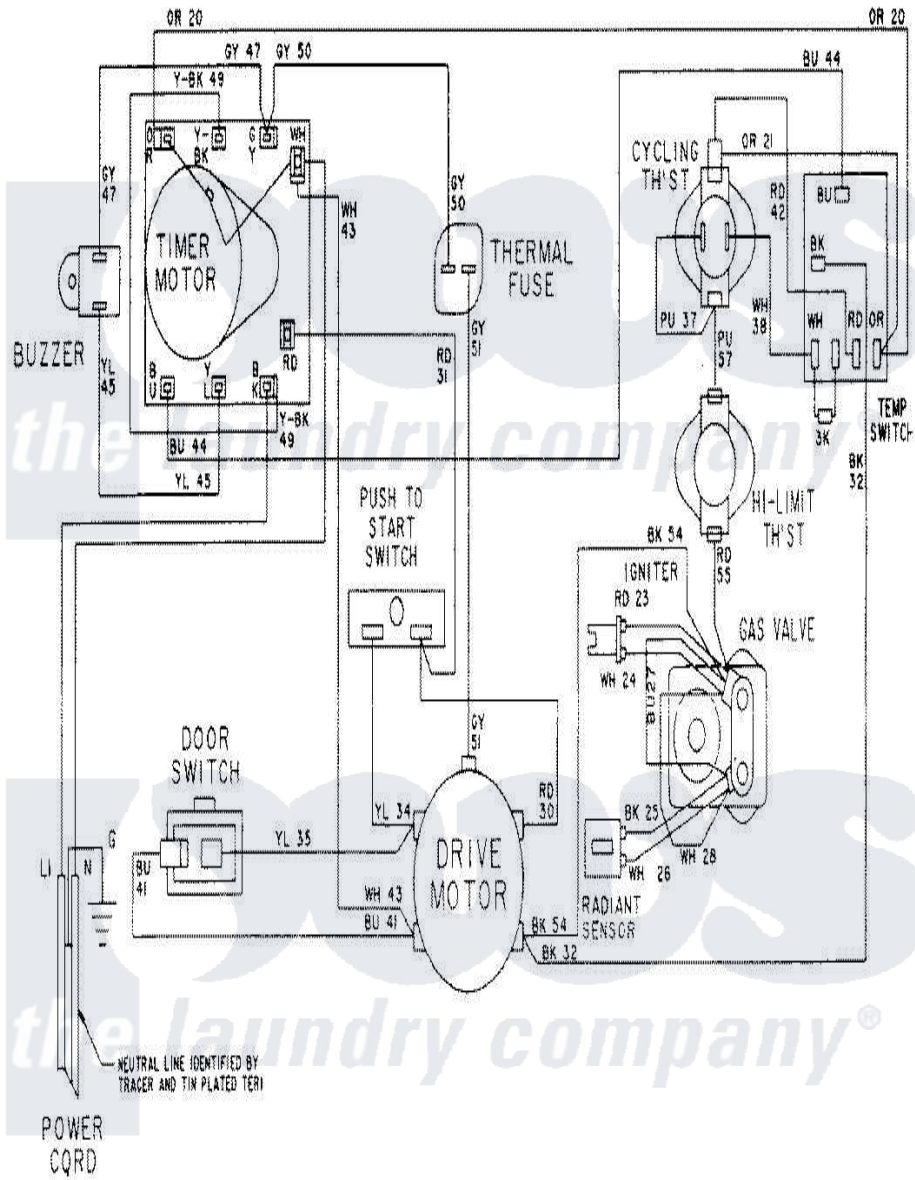 OR 20
OR 20
GY 47
GY 50
BU 44
Y-BK 49
O
R
Y-
BK
G
Y
WH
CYCLING
TH'ST
OR 21
GY
47
WH
43
GY
50
RD
42
BU
BK
TIMER
MOTOR
THERMAL
FUSE
PU 37
WH
38
WH
RD
OR
BUZZER
YL
45
RD
RD
31
GY
51
PU
57
B
U
Y
L
B
K
Y-BK
49
3K
TEMP
SWITCH
BU 44
YL 45
BK
32
PUSH TO
START
SWITCH
HI-LIMIT
TH'ST
BK 54
RD
55
IGNITER
RD 23
GAS VALVE
WH 24
BU27
DOOR
SWITCH
GY
51
RD
30
YL 34
BK 25
YL 35
WH 28
WH 26
G
L1
N
BU
41
DRIVE
MOTOR
WH 43
BU 41
RADIANT
SENSOR
BK 54
BK 32
NEUTRAL LINE IDENTIFIED BY
TRACER AND TIN PLATED TERI
POWER
CORD
the laundry company®
the laundry company®